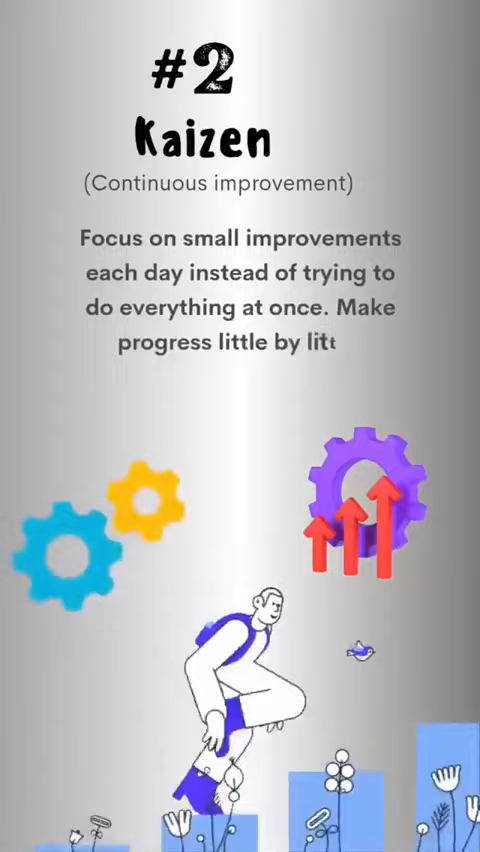 #2
Kaizen
(Continuous improvement)
Focus on small improvements
each day instead of trying to
do everything at once. Make
progress little by litt